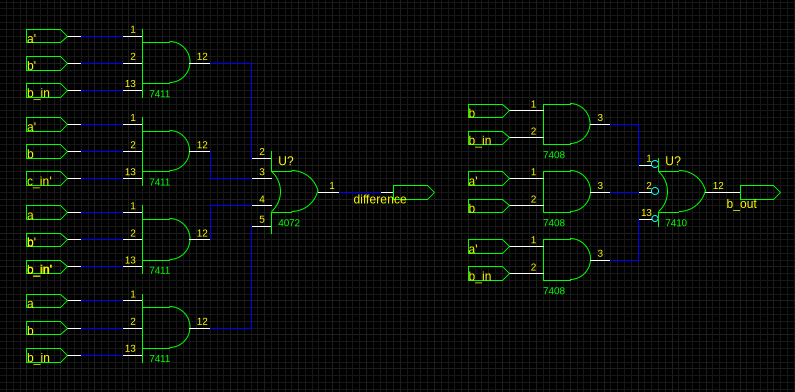 a' 1
b' 2 12
b_in 13 7411
a' 1
b 2 12
c_in' 13 7411
a 1
b' 2 12
b_in' 13 7411
a 1
b 2 12
b_in 13 7411
2 U?
3
4 1
5 4072
difference
b 1 3
b_in 2
7408
a' 1 3
b 2
7408
a' 1 3
b_in 2
7408
1 U?
2 12
13 7410
b_out